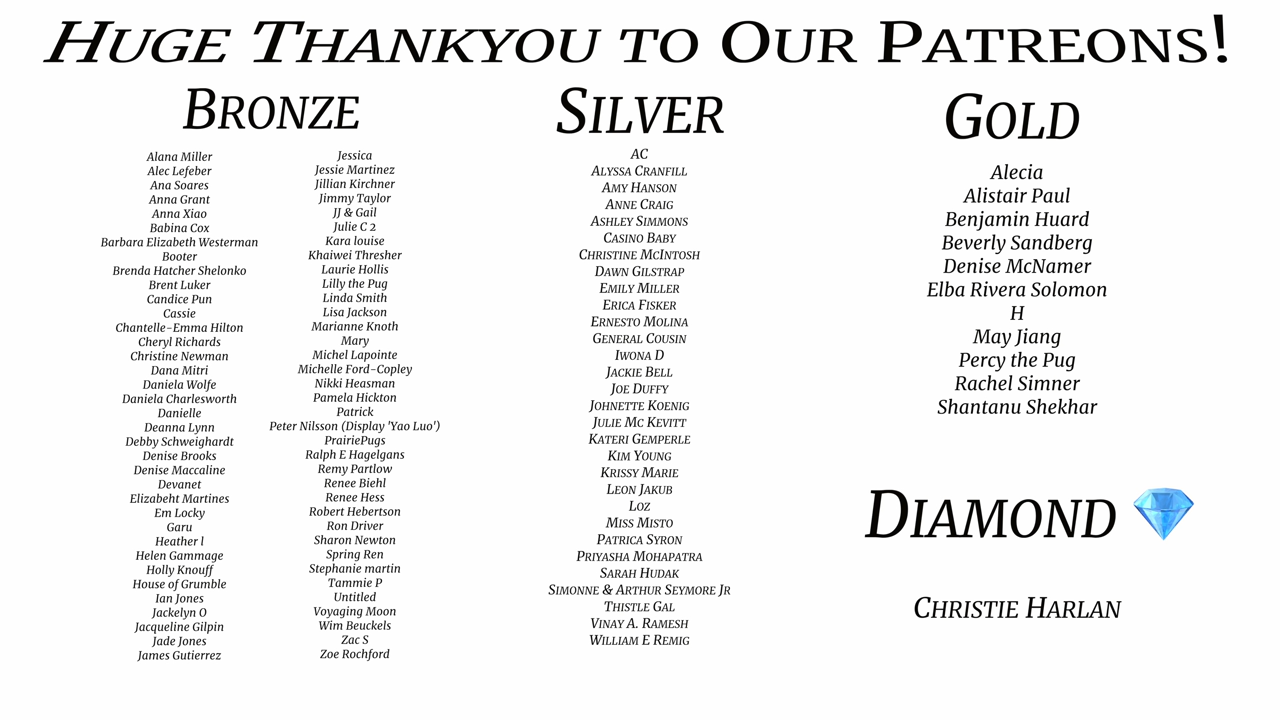 HUGE THANKYOU TO OUR PATREONS!
BRONZE
Alana Miller
Alec Lefeber
Ana Soares
Anna Grant
Anna Xiao
Babina Cox
Barbara Elizabeth Westerman
Booter
Brenda Hatcher Shelonko
Brent Luker
Candice Pun
Cassie
Chantelle-Emma Hilton
Cheryl Richards
Christine Newman
Dana Mitri
Daniela Wolfe
Daniela Charlesworth
Danielle
Deanna Lynn
Debby Schweighardt
Denise Brooks
Denise Maccaline
Devanet
Elizabeht Martines
Em Locky
Garu
Heather l
Helen Gammage
Holly Knouff
House of Grumble
Ian Jones
Jackelyn O
Jacqueline Gilpin
Jade Jones
James Gutierrez
Jessica
Jessie Martinez
Jillian Kirchner
Jimmy Taylor
JJ & Gail
Julie C 2
Kara louise
Khaiwei Thresher
Laurie Hollis
Lilly the Pug
Linda Smith
Lisa Jackson
Marianne Knoth
Mary
Michel Lapointe
Michelle Ford-Copley
Nikki Heasman
Pamela Hickton
Patrick
Peter Nilsson (Display 'Yao Luo')
PrairiePugs
Ralph E Hagelgans
Remy Partlow
Renee Biehl
Renee Hess
Robert Hebertson
Ron Driver
Sharon Newton
Spring Ren
Stephanie martin
Tammie P
Untitled
Voyaging Moon
Wim Beuckels
Zac S
Zoe Rochford
SILVER
AC
ALYSSA CRANFILL
AMY HANSON
ANNE CRAIG
ASHLEY SIMMONS
CASINO BABY
CHRISTINE MCINTOSH
DAWN GILSTRAP
EMILY MILLER
ERICA FISKER
ERNESTO MOLINA
GENERAL COUSIN
IWONA D
JACKIE BELL
JOE DUFFY
JOHNETTE KOENIG
JULIE MC KEVITT
KATERI GEMPERLE
KIM YOUNG
KRISSY MARIE
LEON JAKUB
LOZ
MISS MISTO
PATRICA SYRON
PRIYASHA MOHAPATRA
SARAH HUDAK
SIMONNE & ARTHUR SEYMORE JR
THISTLE GAL
VINAY A. RAMESH
WILLIAM E REMIG
GOLD
Alecia
Alistair Paul
Benjamin Huard
Beverly Sandberg
Denise McNamer
Elba Rivera Solomon
H
May Jiang
Percy the Pug
Rachel Simner
Shantanu Shekhar
DIAMOND
CHRISTIE HARLAN